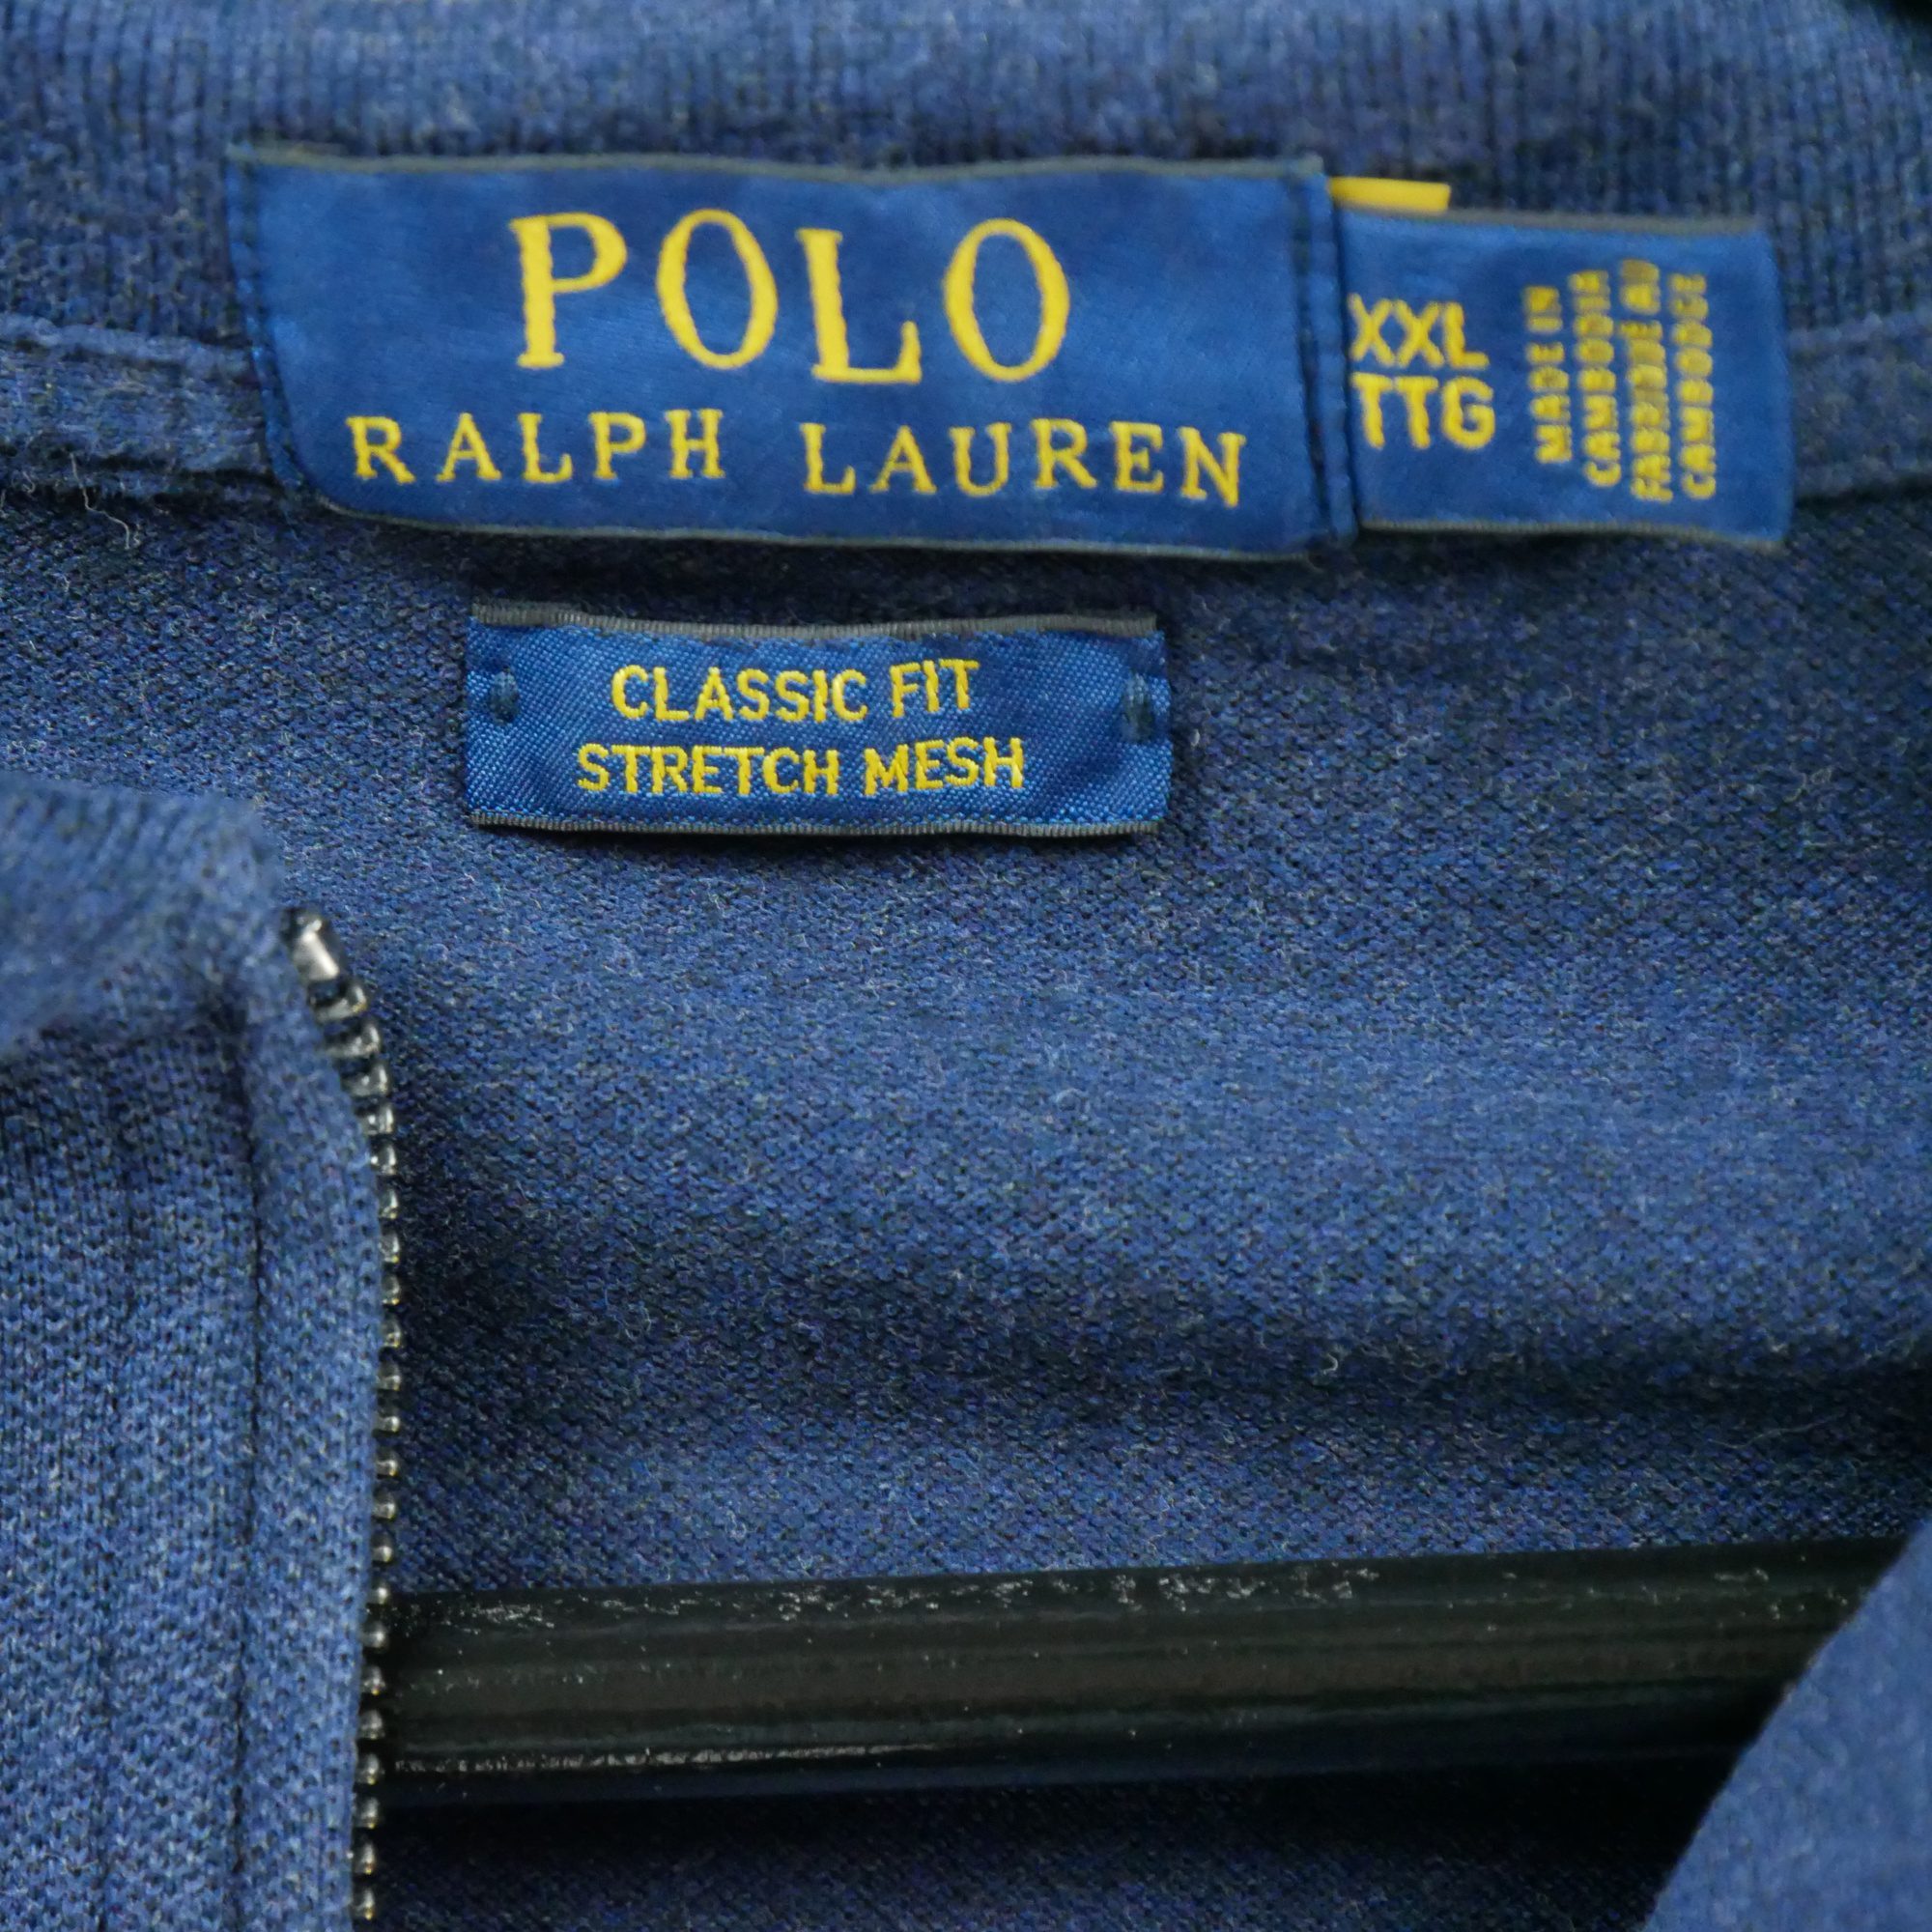 POLO
RALPH LAUREN
XXL
TTG
MADE IN
CAMBODIA
FABRIQUÉ AU
CAMBODGE
CLASSIC FIT
STRETCH MESH